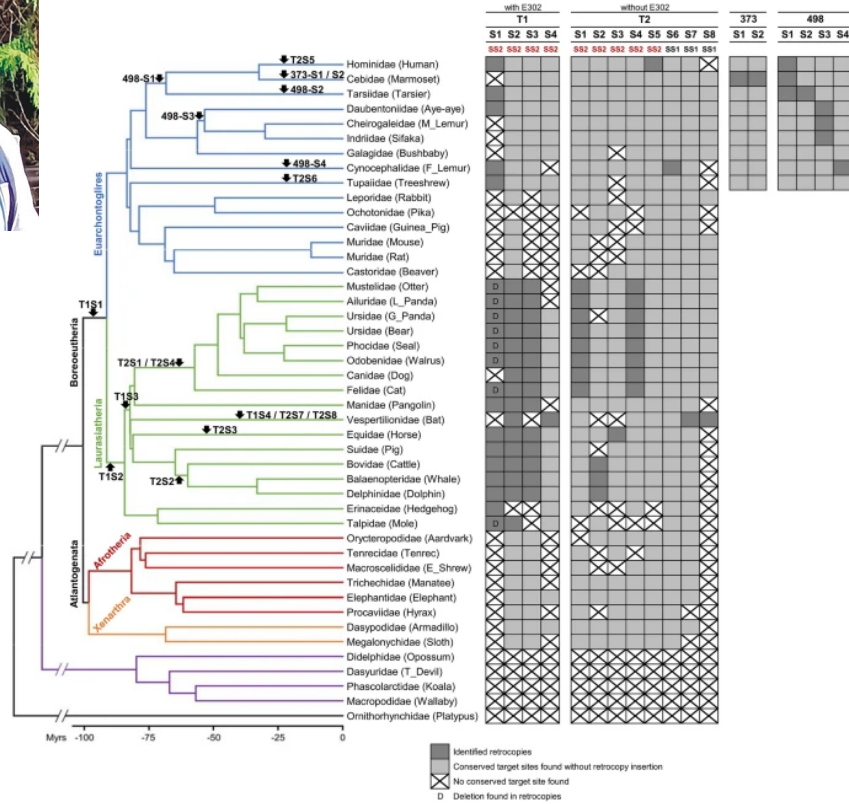 with E302 without E302
T1 T2 373 498
S1 S2 S3 S4 S1 S2 S3 S4 S5 S6 S7 S8 S1 S2 S1 S2 S3 S4
SS2 SS2 SS2 SS2 SS2 SS2 SS2 SS2 SS2 SS1 SS1 SS1
T2S5 Hominidae (Human)
498-S1 373-S1 / S2 Cebidae (Marmoset)
498-S2 Tarsiidae (Tarsier)
Daubentoniidae (Aye-aye)
498-S3 Cheirogaleidae (M_Lemur)
Indriidae (Sifaka)
Galagidae (Bushbaby)
498-S4 Cynocephalidae (F_Lemur)
T2S6 Tupaiidae (Treeshrew)
Leporidae (Rabbit)
Ochotonidae (Pika)
Euarchontoglires
Caviidae (Guinea_Pig)
Muridae (Mouse)
Muridae (Rat)
Castoridae (Beaver)
Mustelidae (Otter) D
T1S1 Ailuridae (L_Panda) D
Ursidae (G_Panda) D
Ursidae (Bear) D
Boreoeutheria
Phocidae (Seal) D
T2S1 / T2S4 Odobenidae (Walrus) D
Canidae (Dog)
Felidae (Cat) D
T1S3 Manidae (Pangolin)
T1S4 / T2S7 / T2S8 Vespertilionidae (Bat)
Laurasiatheria
T2S3 Equidae (Horse)
Suidae (Pig)
T1S2 Bovidae (Cattle)
T2S2 Balaenopteridae (Whale)
Delphinidae (Dolphin)
Erinaceidae (Hedgehog)
Talpidae (Mole) D
Afrotheria
Orycteropodidae (Aardvark)
Tenrecidae (Tenrec)
Atlantogenata
Macroscelididae (E_Shrew)
Trichechidae (Manatee)
Elephantidae (Elephant)
Xenarthra
Procaviidae (Hyrax)
Dasypodidae (Armadillo)
Megalonychidae (Sloth)
Didelphidae (Opossum)
Dasyuridae (T_Devil)
Phascolarctidae (Koala)
Macropodidae (Wallaby)
Ornithorhynchidae (Platypus)
Myrs -100 -75 -50 -25 0
Identified retrocopies
Conserved target sites found without retrocopy insertion
No conserved target site found
D Deletion found in retrocopies